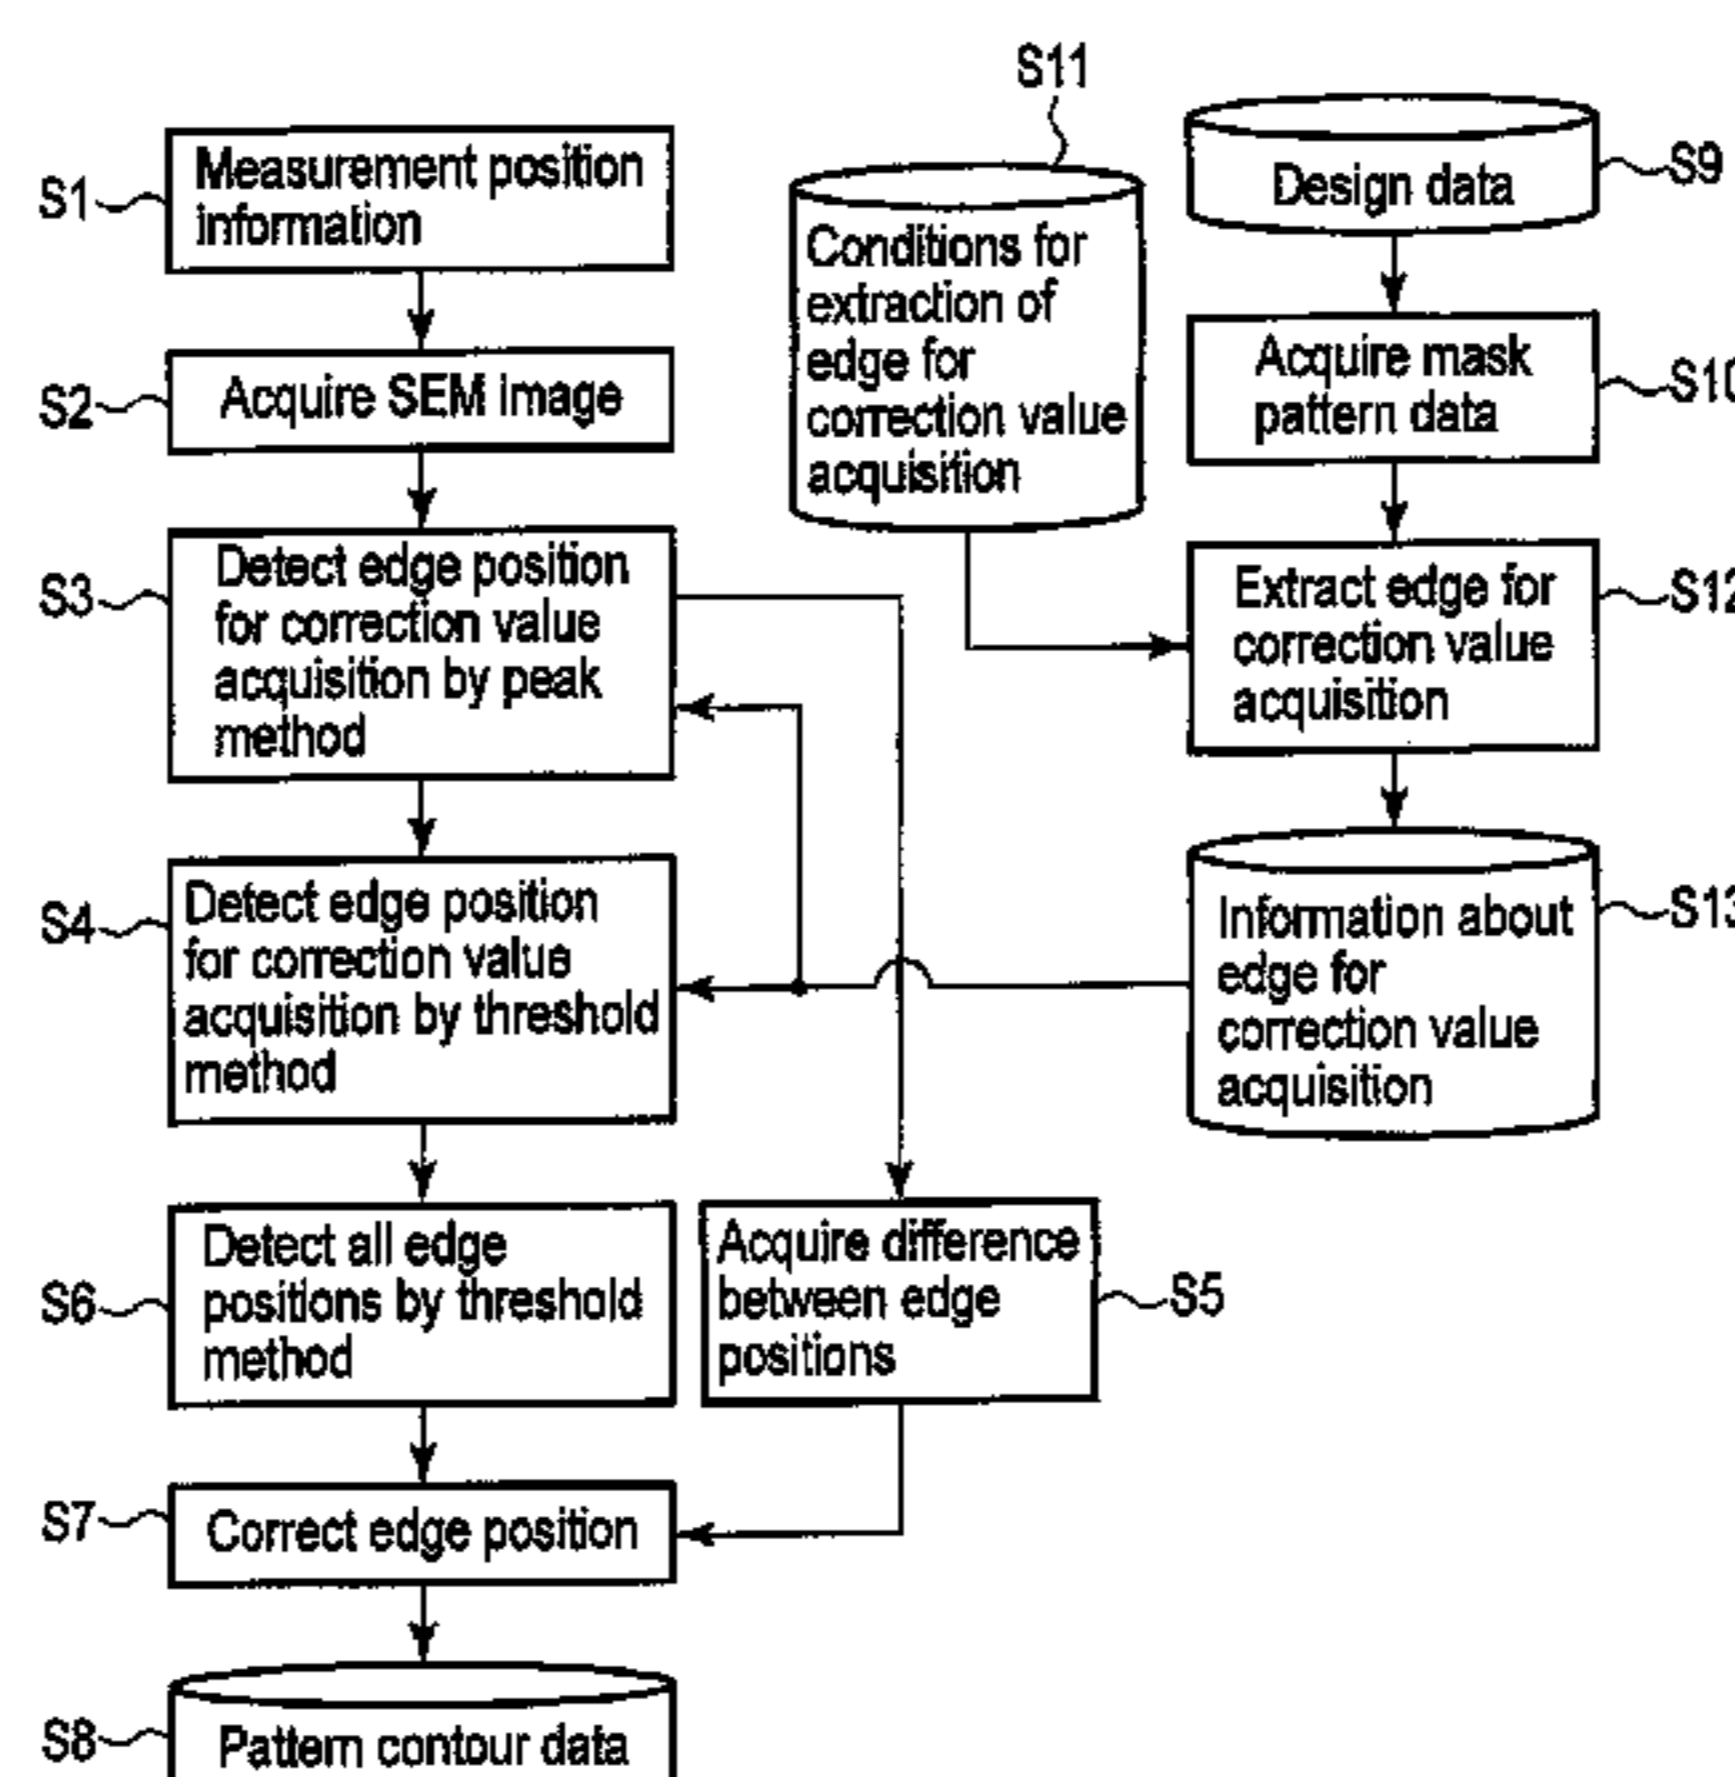 S1
Measurement position
information
S2
Acquire SEM image
S3
Detect edge position
for correction value
acquisition by peak
method
S4
Detect edge position
for correction value
acquisition by threshold
method
S6
Detect all edge
positions by threshold
method
S7
Correct edge position
S8
Pattern contour data
S11
Conditions for
extraction of
edge for
correction value
acquisition
Acquire difference
between edge
positions
S5
Design data
S9
Acquire mask
pattern data
S10
Extract edge for
correction value
acquisition
S12
Information about
edge for
correction value
acquisition
S13